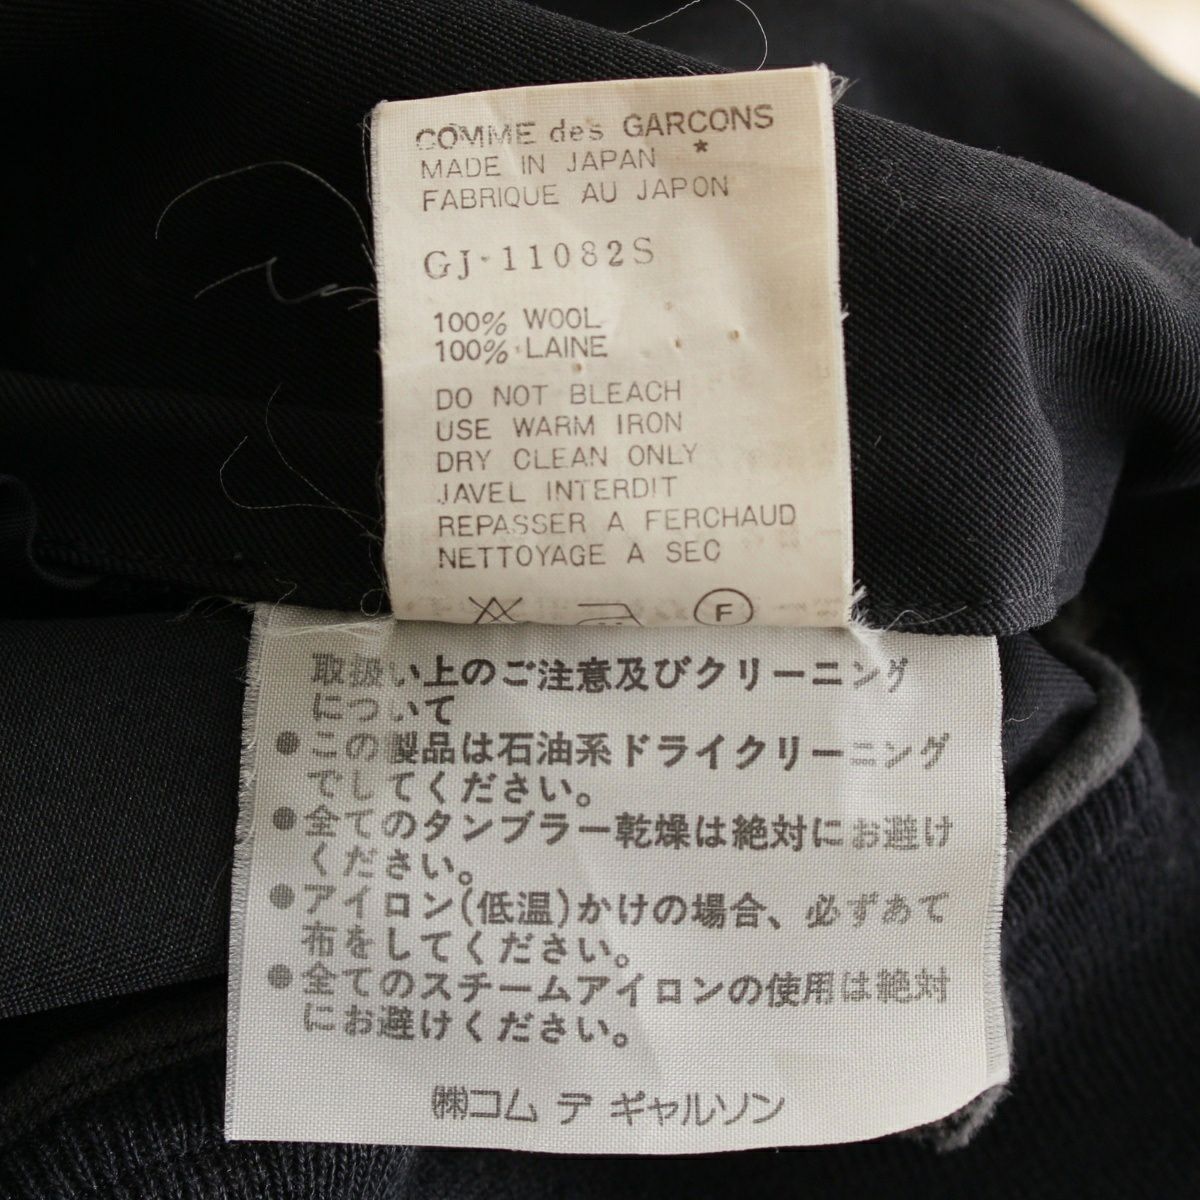 COMME des GARCONS
*
MADE IN JAPAN
FABRIQUE AU JAPON
GJ-11082S
100% WOOL
100% LAINE
DO NOT BLEACH
USE WARM IRON
DRY CLEAN ONLY
JAVEL INTERDIT
REPASSER A FERCHAUD
NETTOYAGE A SEC
F
取扱い上のご注意及びクリーニング
について
●この製品は石油系ドライクリーニング
でしてください。
●全てのタンブラー乾燥は絶対にお避け
ください。
●アイロン(低温)かけの場合、必ずあて
布をしてください。
●全てのスチームアイロンの使用は絶対
にお避けください。
㈱コム デ ギャルソン